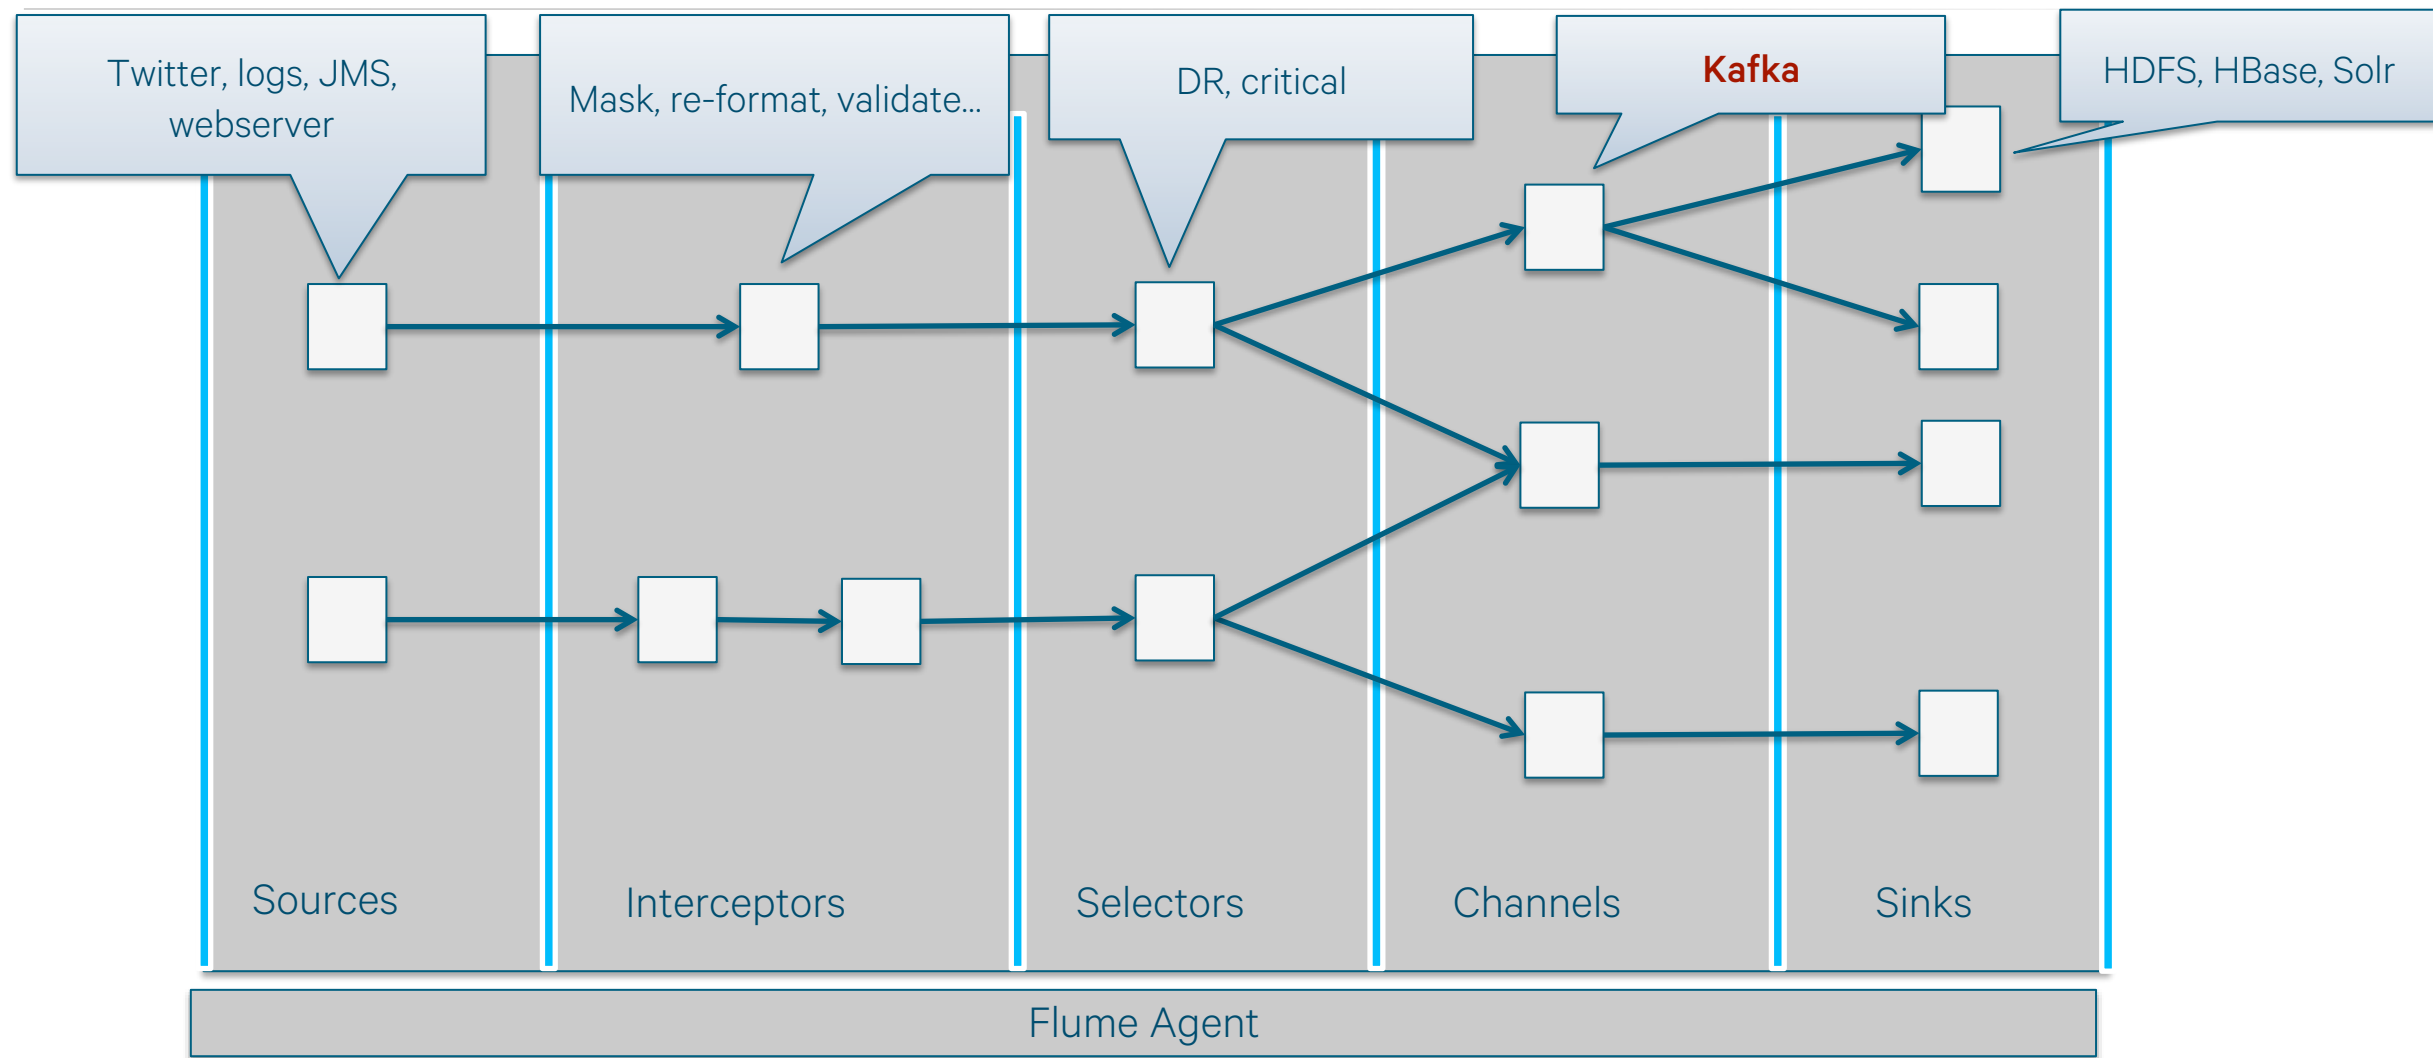 Twitter, logs, JMS,
webserver
Mask, re-format, validate...
DR, critical
Kafka
HDFS, HBase, Solr
Sources
Interceptors
Selectors
Channels
Sinks
Flume Agent